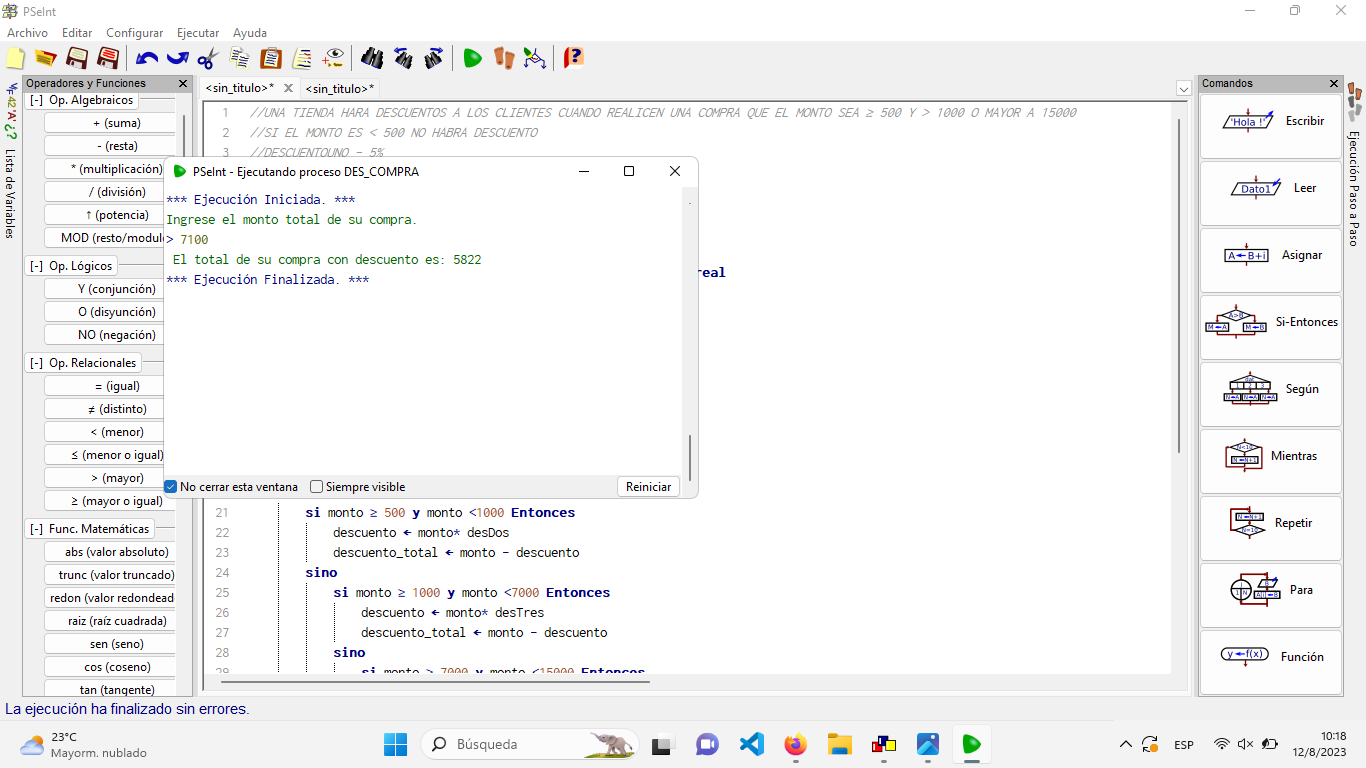 PSeInt
Archivo Editar Configurar Ejecutar Ayuda
Operadores y Funciones
<sin_titulo>*
<sin_titulo>*
Comandos
Lista de Variables
[-] Op. Algebraicos
+ (suma)
- (resta)
* (multiplicación)
/ (división)
↑ (potencia)
MOD (resto/modul
[-] Op. Lógicos
Y (conjunción)
O (disyunción)
NO (negación)
[-] Op. Relacionales
= (igual)
≠ (distinto)
< (menor)
≤ (menor o igual)
> (mayor)
≥ (mayor o igual)
[-] Func. Matemáticas
abs (valor absoluto)
trunc (valor truncado)
redon (valor redondead
raiz (raíz cuadrada)
sen (seno)
cos (coseno)
tan (tangente)
1 //UNA TIENDA HARA DESCUENTOS A LOS CLIENTES CUANDO REALICEN UNA COMPRA QUE EL MONTO SEA ≥ 500 Y > 1000 O MAYOR A 15000
2 //SI EL MONTO ES < 500 NO HABRA DESCUENTO
3 //DESCUENTOUNO - 5%
real
PSeInt - Ejecutando proceso DES_COMPRA
*** Ejecución Iniciada. ***
Ingrese el monto total de su compra.
> 7100
El total de su compra con descuento es: 5822
*** Ejecución Finalizada. ***
No cerrar esta ventana
Siempre visible
Reiniciar
21 si monto ≥ 500 y monto <1000 Entonces
22 descuento ← monto* desDos
23 descuento_total ← monto - descuento
24 sino
25 si monto ≥ 1000 y monto <7000 Entonces
26 descuento ← monto* desTres
27 descuento_total ← monto - descuento
28 sino
29 si monto ≥ 7000 y monto <15000 Entonces
'Hola !' Escribir
Dato1 Leer
A←B+i Asignar
A>B M←A M←B Si-Entonces
Según
Mientras
Repetir
Para
y←f(x) Función
Ejecución Paso a Paso
La ejecución ha finalizado sin errores.
23°C
Mayorm. nublado
Búsqueda
ESP
10:18
12/8/2023